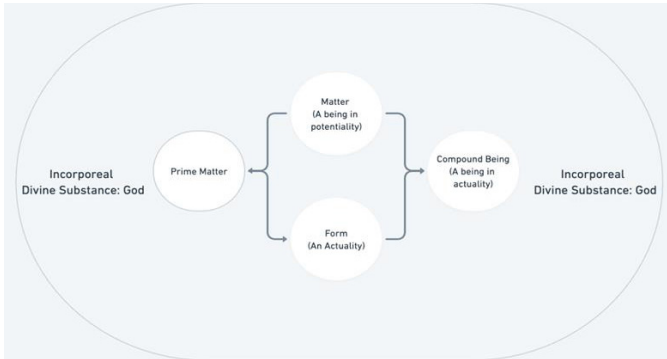 Matter
(A being in
potentiality)
Incorporeal
Divine Substance: God
Prime Matter
Compound Being
(A being in
actuality)
Incorporeal
Divine Substance: God
Form
(An Actuality)